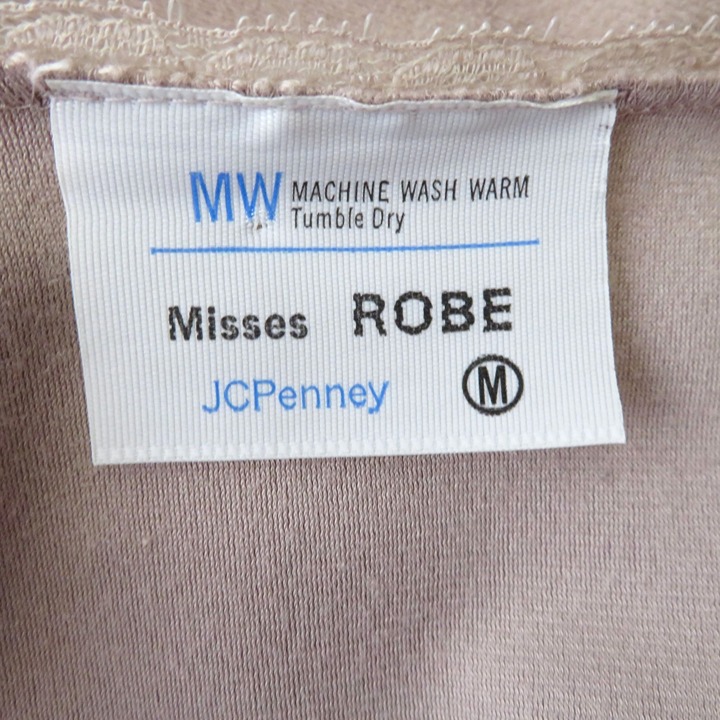 MW MACHINE WASH WARM
Tumble Dry
Misses ROBE
JCPenney M